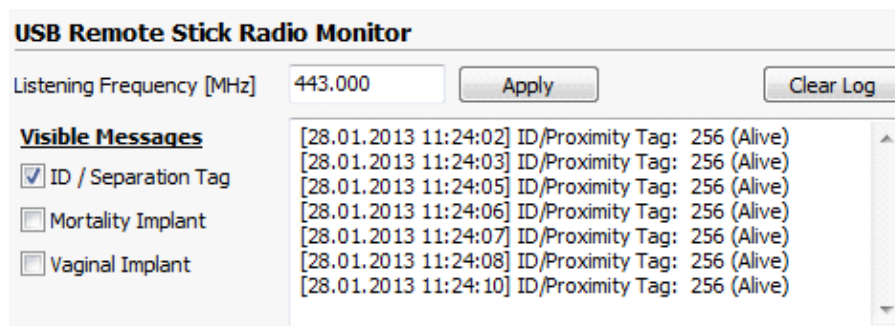 USB Remote Stick Radio Monitor
Listening Frequency [MHz] 443.000 Apply Clear Log
Visible Messages
ID / Separation Tag
Mortality Implant
Vaginal Implant
[28.01.2013 11:24:02] ID/Proximity Tag: 256 (Alive)
[28.01.2013 11:24:03] ID/Proximity Tag: 256 (Alive)
[28.01.2013 11:24:05] ID/Proximity Tag: 256 (Alive)
[28.01.2013 11:24:06] ID/Proximity Tag: 256 (Alive)
[28.01.2013 11:24:07] ID/Proximity Tag: 256 (Alive)
[28.01.2013 11:24:08] ID/Proximity Tag: 256 (Alive)
[28.01.2013 11:24:10] ID/Proximity Tag: 256 (Alive)